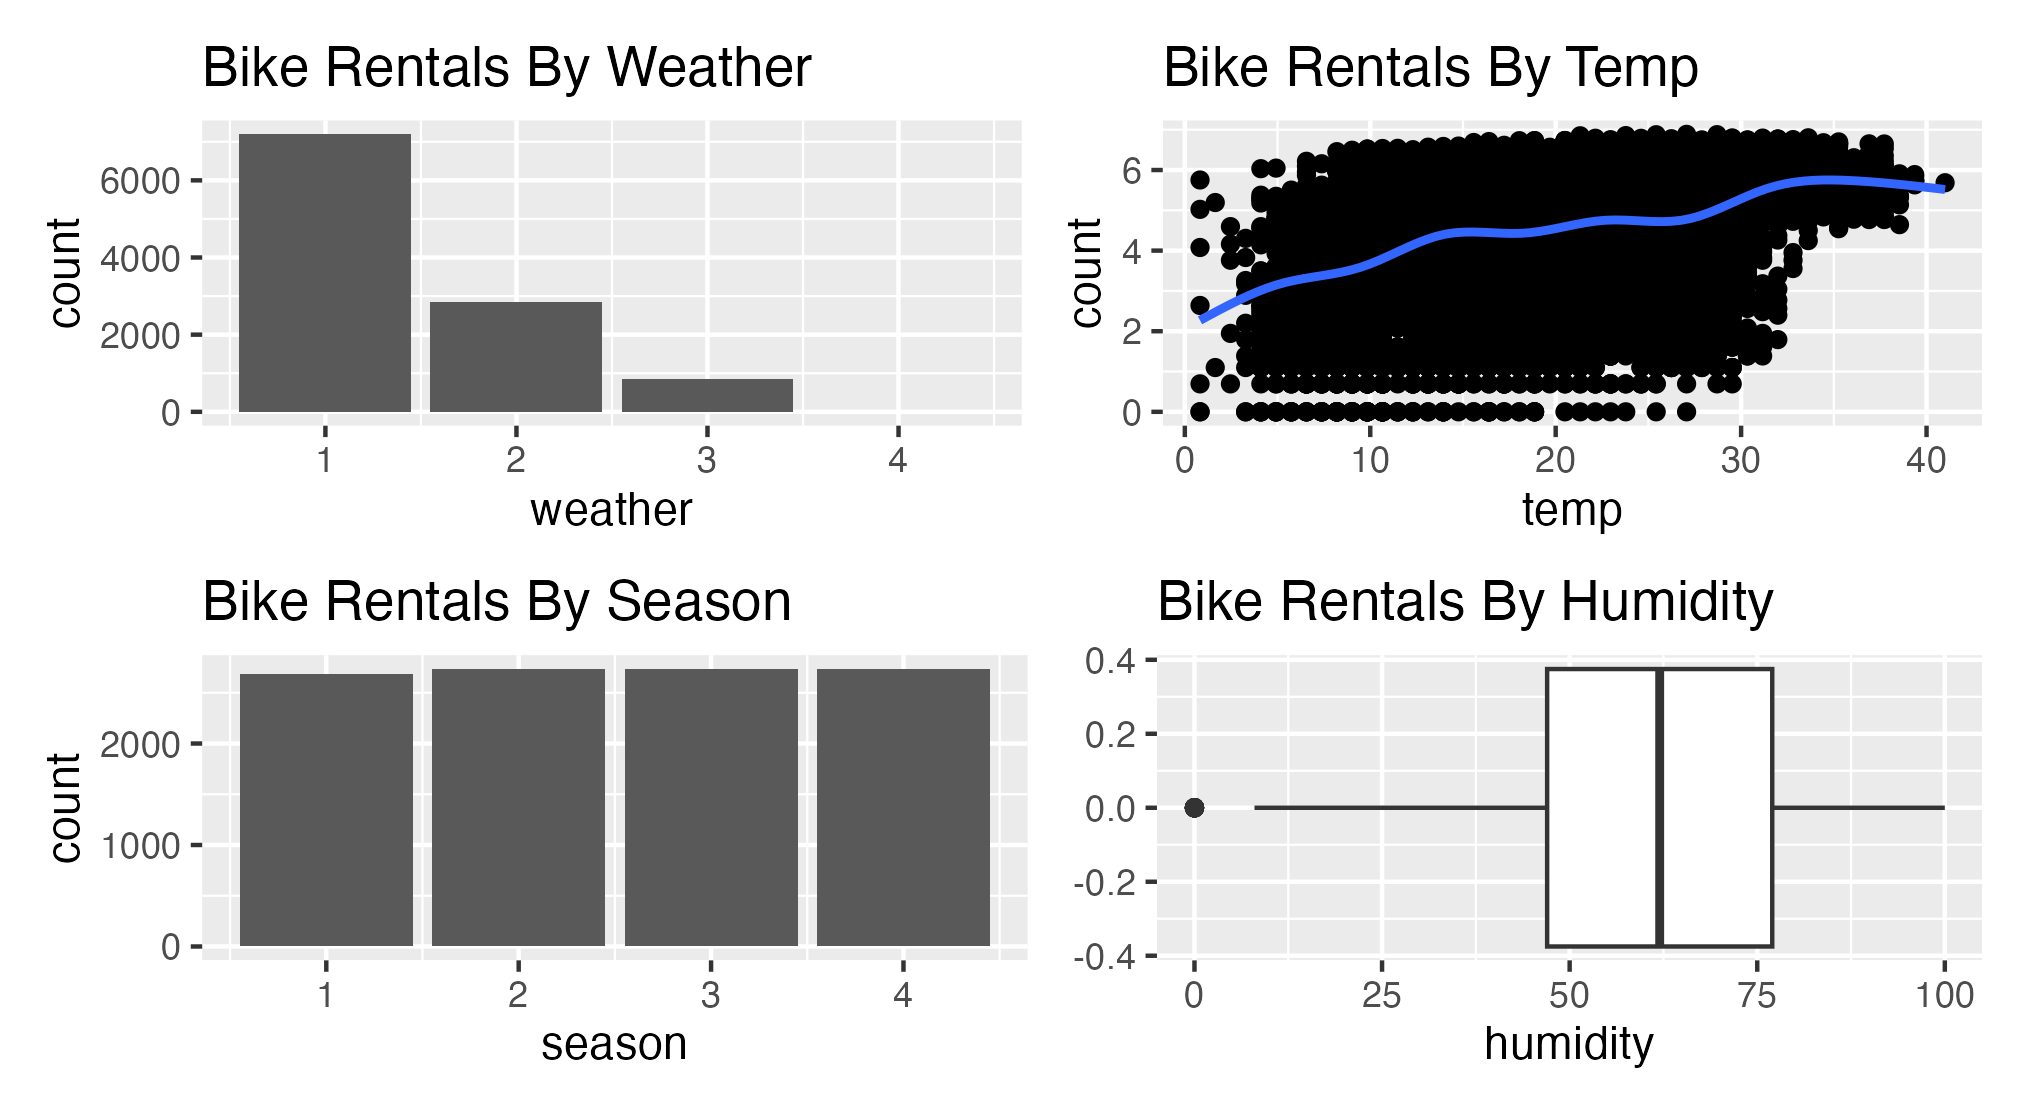 Bike Rentals By Weather
count
6000
4000
2000
0
1 2 3 4
weather
Bike Rentals By Temp
count
6
4
2
0
0 10 20 30 40
temp
Bike Rentals By Season
count
2000
1000
0
1 2 3 4
season
Bike Rentals By Humidity
0.4
0.2
0.0
-0.2
-0.4
0 25 50 75 100
humidity